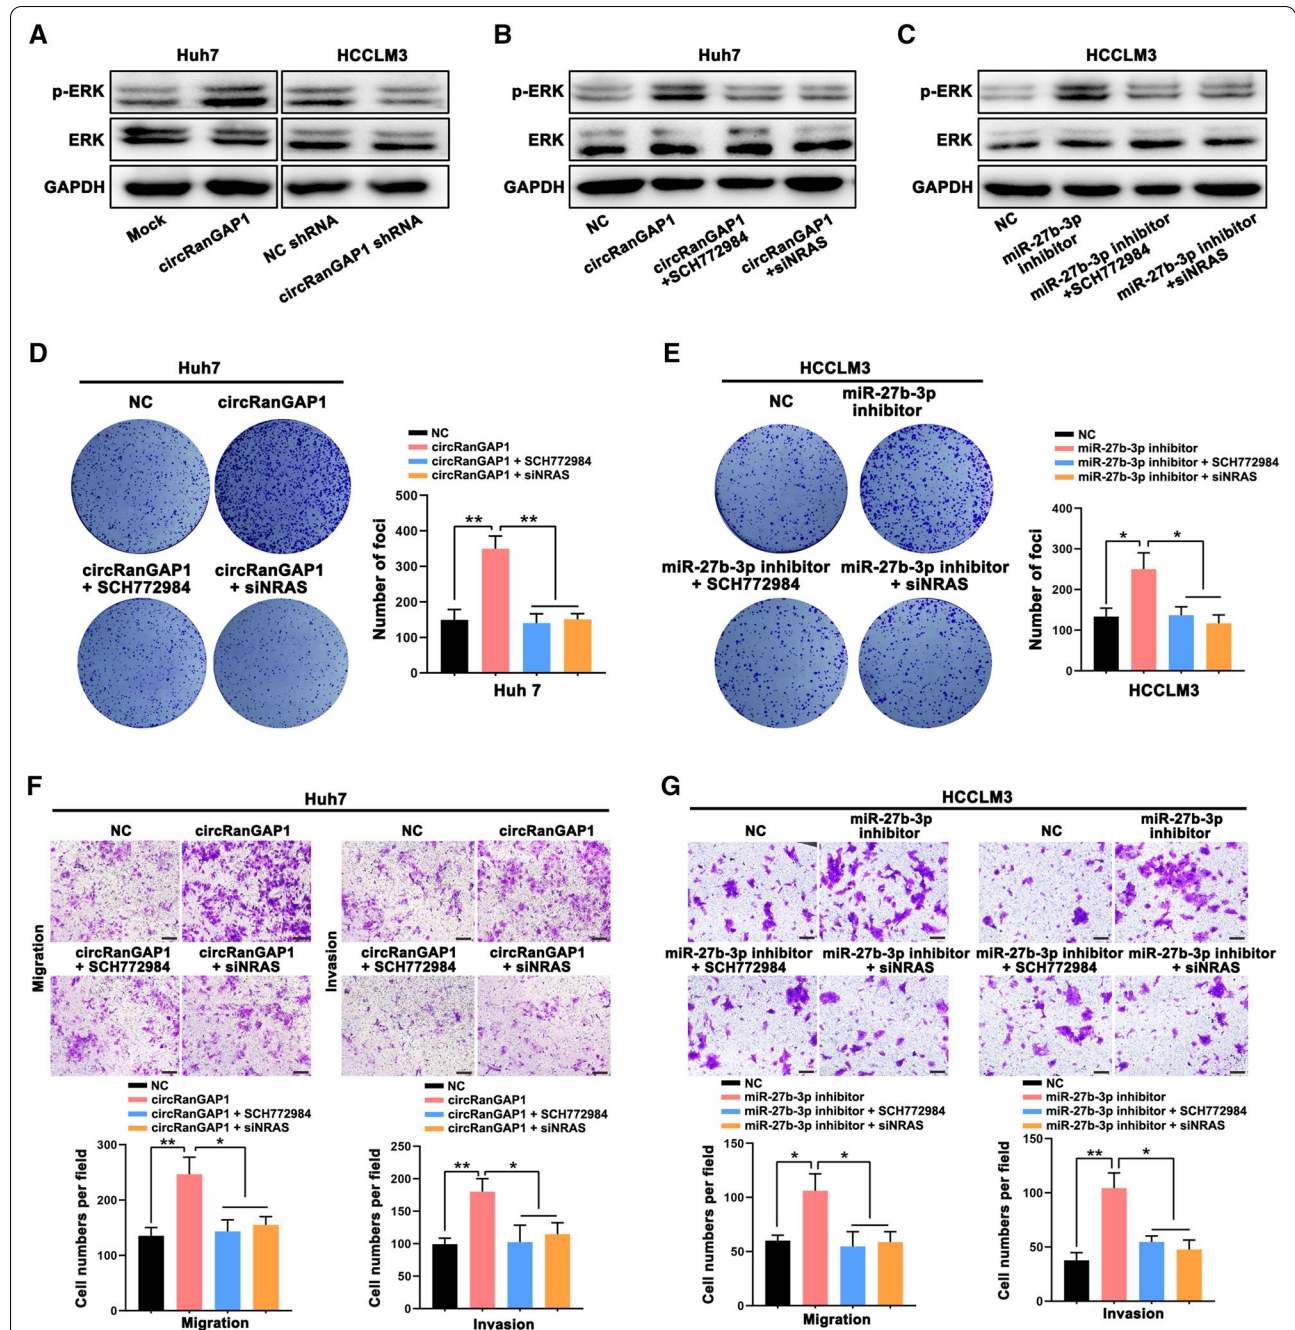 A
Huh7
HCCLM3
p-ERK
ERK
GAPDH
Mock
circRanGAP1
NC shRNA
circRanGAP1 shRNA
B
Huh7
p-ERK
ERK
GAPDH
NC
circRanGAP1
circRanGAP1
+SCH772984
circRanGAP1
+siNRAS
C
HCCLM3
p-ERK
ERK
GAPDH
NC
miR-27b-3p
inhibitor
miR-27b-3p inhibitor
+SCH772984
miR-27b-3p inhibitor
+siNRAS
D
Huh7
NC
circRanGAP1
circRanGAP1
+ SCH772984
circRanGAP1
+ siNRAS
NC
circRanGAP1
circRanGAP1 + SCH772984
circRanGAP1 + siNRAS
Number of foci
500
400
300
200
100
0
**
**
Huh 7
E
HCCLM3
NC
miR-27b-3p
inhibitor
miR-27b-3p inhibitor
+ SCH772984
miR-27b-3p inhibitor
+ siNRAS
NC
miR-27b-3p inhibitor
miR-27b-3p inhibitor + SCH772984
miR-27b-3p inhibitor + siNRAS
Number of foci
400
300
200
100
0
*
*
HCCLM3
F
Huh7
Migration
NC
circRanGAP1
circRanGAP1
+ SCH772984
circRanGAP1
+ siNRAS
Invasion
NC
circRanGAP1
circRanGAP1
+ SCH772984
circRanGAP1
+ siNRAS
NC
circRanGAP1
circRanGAP1 + SCH772984
circRanGAP1 + siNRAS
Cell numbers per field
300
200
100
0
**
*
Migration
NC
circRanGAP1
circRanGAP1 + SCH772984
circRanGAP1 + siNRAS
Cell numbers per field
250
200
150
100
50
0
**
*
Invasion
G
HCCLM3
NC
miR-27b-3p
inhibitor
miR-27b-3p inhibitor
+ SCH772984
miR-27b-3p inhibitor
+ siNRAS
NC
miR-27b-3p
inhibitor
miR-27b-3p inhibitor
+ SCH772984
miR-27b-3p inhibitor
+ siNRAS
NC
miR-27b-3p inhibitor
miR-27b-3p inhibitor + SCH772984
miR-27b-3p inhibitor + siNRAS
Cell numbers per field
150
100
50
0
*
*
Migration
NC
miR-27b-3p inhibitor
miR-27b-3p inhibitor + SCH772984
miR-27b-3p inhibitor + siNRAS
Cell numbers per field
150
100
50
0
**
*
Invasion